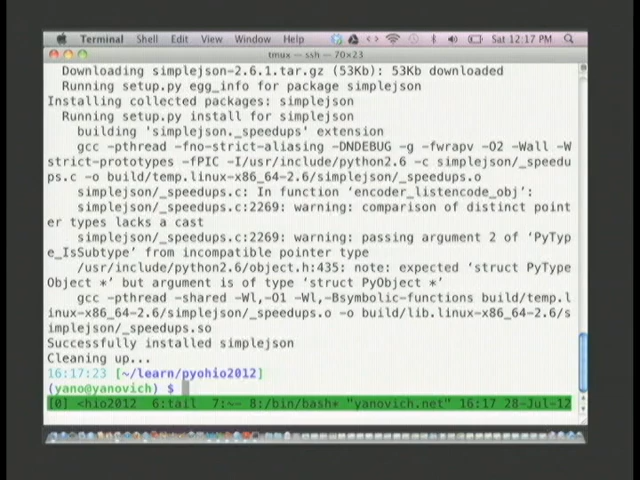 Terminal Shell Edit View Window Help Sat 12:17 PM
tmux — ssh — 70×23
Downloading simplejson-2.6.1.tar.gz (53Kb): 53Kb downloaded
Running setup.py egg_info for package simplejson
Installing collected packages: simplejson
Running setup.py install for simplejson
building 'simplejson._speedups' extension
gcc -pthread -fno-strict-aliasing -DNDEBUG -g -fwrapv -O2 -Wall -W
strict-prototypes -fPIC -I/usr/include/python2.6 -c simplejson/_speedu
ps.c -o build/temp.linux-x86_64-2.6/simplejson/_speedups.o
simplejson/_speedups.c: In function ‘encoder_listencode_obj’:
simplejson/_speedups.c:2269: warning: comparison of distinct point
er types lacks a cast
simplejson/_speedups.c:2269: warning: passing argument 2 of ‘PyTyp
e_IsSubtype’ from incompatible pointer type
/usr/include/python2.6/object.h:435: note: expected ‘struct PyType
Object *’ but argument is of type ‘struct PyObject *’
gcc -pthread -shared -Wl,-O1 -Wl,-Bsymbolic-functions build/temp.l
inux-x86_64-2.6/simplejson/_speedups.o -o build/lib.linux-x86_64-2.6/s
implejson/_speedups.so
Successfully installed simplejson
Cleaning up...
16:17:23 [~/learn/pyohio2012]
(yano@yanovich) $
[0] <hio2012 6:tail 7:~- 8:/bin/bash* "yanovich.net" 16:17 28-Jul-12